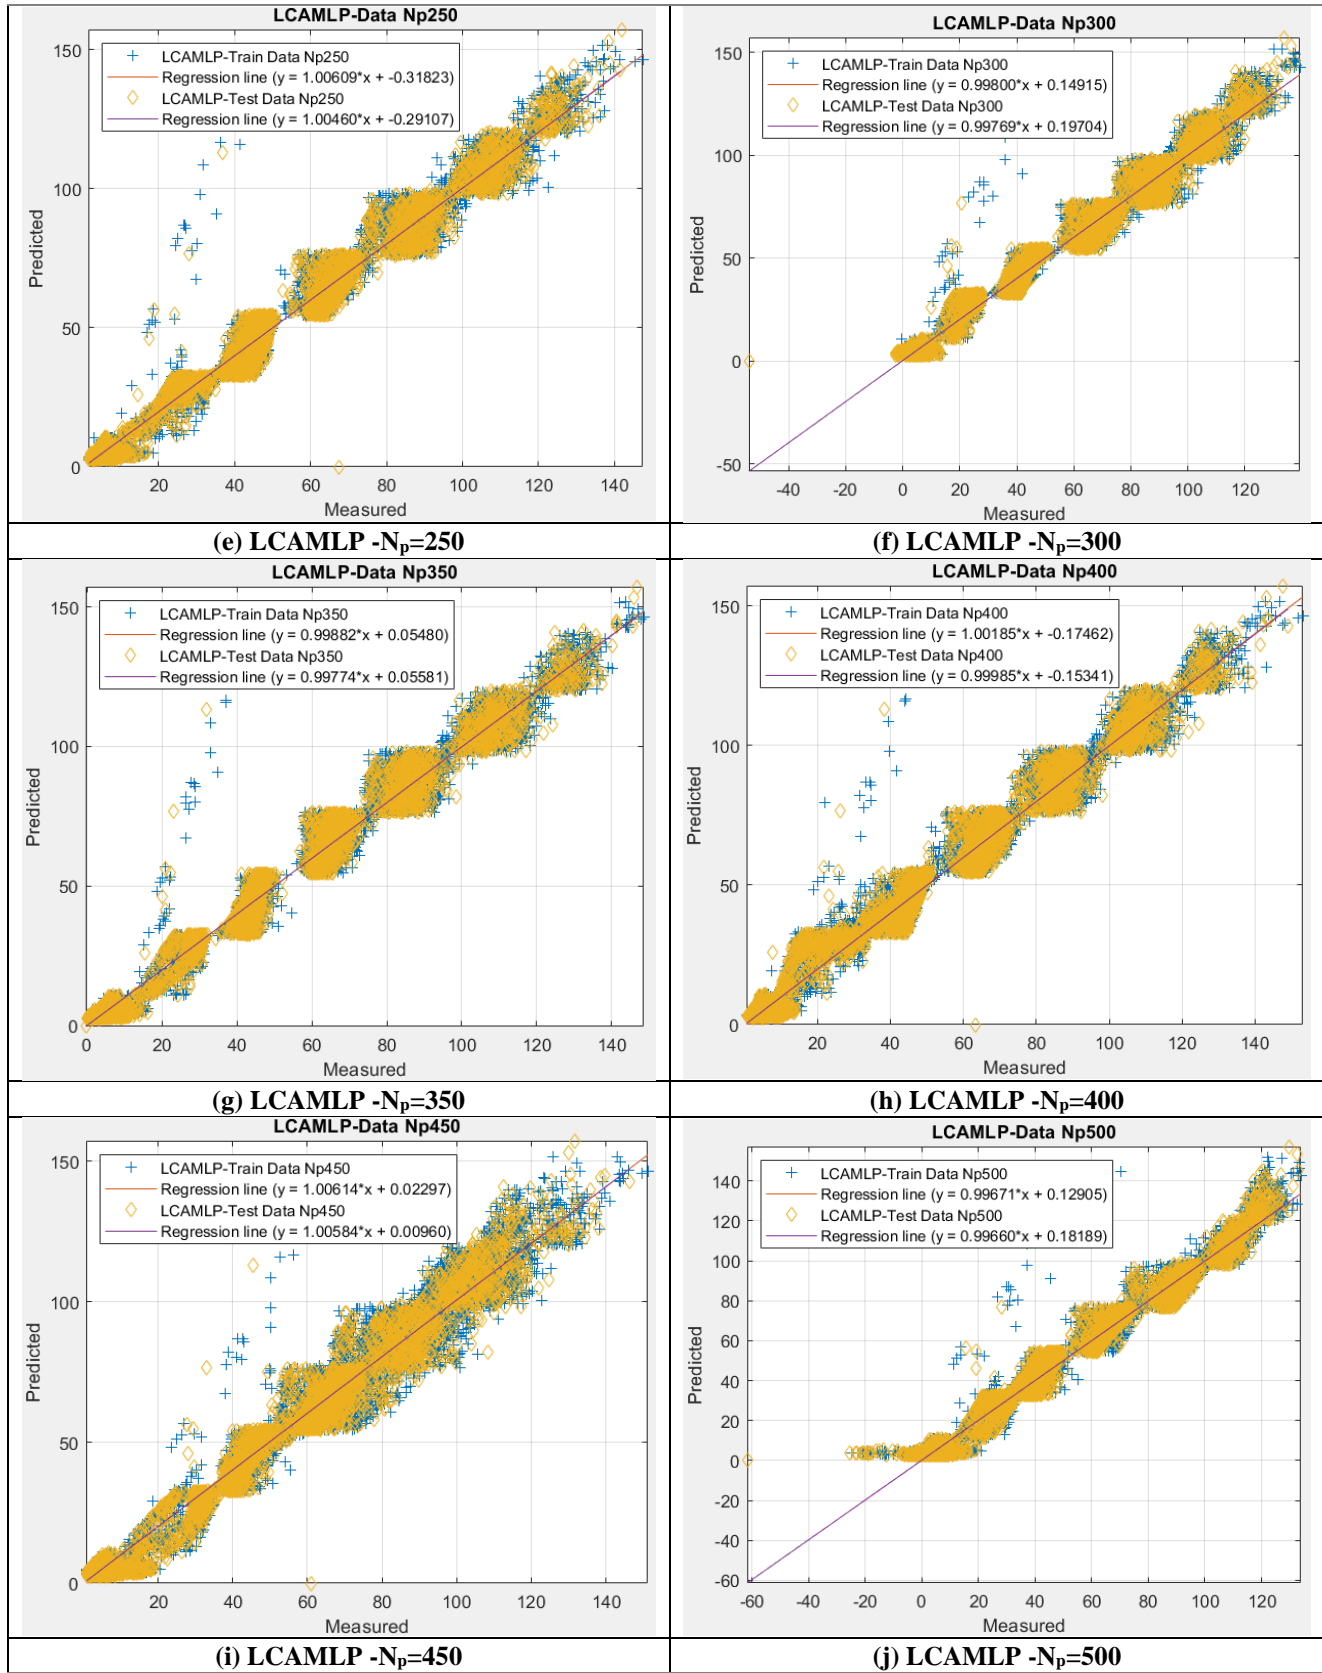 LCAMLP-Data Np250
LCAMLP-Train Data Np250
Regression line (y = 1.00609*x + -0.31823)
LCAMLP-Test Data Np250
Regression line (y = 1.00460*x + -0.29107)
150
100
50
0
20 40 60 80 100 120 140
Predicted
Measured
LCAMLP-Data Np300
LCAMLP-Train Data Np300
Regression line (y = 0.99800*x + 0.14915)
LCAMLP-Test Data Np300
Regression line (y = 0.99769*x + 0.19704)
150
100
50
0
-50
-40 -20 0 20 40 60 80 100 120
Predicted
Measured
(e) LCAMLP -Np=250
(f) LCAMLP -Np=300
LCAMLP-Data Np350
LCAMLP-Train Data Np350
Regression line (y = 0.99882*x + 0.05480)
LCAMLP-Test Data Np350
Regression line (y = 0.99774*x + 0.05581)
150
100
50
0
0 20 40 60 80 100 120 140
Predicted
Measured
LCAMLP-Data Np400
LCAMLP-Train Data Np400
Regression line (y = 1.00185*x + -0.17462)
LCAMLP-Test Data Np400
Regression line (y = 0.99985*x + -0.15341)
150
100
50
0
20 40 60 80 100 120 140
Predicted
Measured
(g) LCAMLP -Np=350
(h) LCAMLP -Np=400
LCAMLP-Data Np450
LCAMLP-Train Data Np450
Regression line (y = 1.00614*x + 0.02297)
LCAMLP-Test Data Np450
Regression line (y = 1.00584*x + 0.00960)
150
100
50
0
20 40 60 80 100 120 140
Predicted
Measured
LCAMLP-Data Np500
LCAMLP-Train Data Np500
Regression line (y = 0.99671*x + 0.12905)
LCAMLP-Test Data Np500
Regression line (y = 0.99660*x + 0.18189)
140
120
100
80
60
40
20
0
-20
-40
-60
-60 -40 -20 0 20 40 60 80 100 120
Predicted
Measured
(i) LCAMLP -Np=450
(j) LCAMLP -Np=500